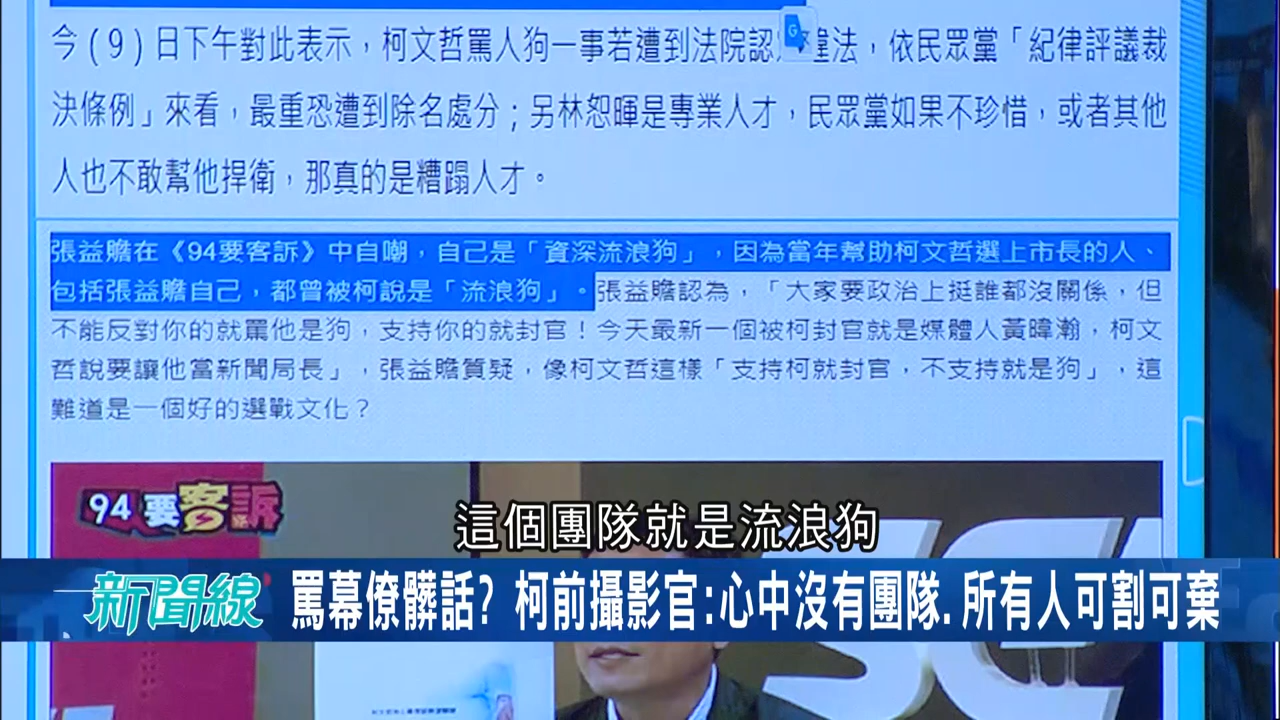 今(9)日下午對此表示，柯文哲罵人狗一事若遭到法院認違法，依民眾黨「紀律評議裁
決條例」來看，最重恐遭到除名處分；另林恕暉是專業人才，民眾黨如果不珍惜，或者其他
人也不敢幫他捍衛，那真的是糟蹋人才。
張益贍在《94要客訴》中自嘲，自己是「資深流浪狗」，因為當年幫助柯文哲選上市長的人、
包括張益贍自己，都曾被柯說是「流浪狗」。張益贍認為，「大家要政治上挺誰都沒關係，但
不能反對你的就罵他是狗，支持你的就封官！今天最新一個被柯封官就是媒體人黃暐瀚，柯文
哲說要讓他當新聞局長」，張益贍質疑，像柯文哲這樣「支持柯就封官，不支持就是狗」，這
難道是一個好的選戰文化？
94要客訴
這個團隊就是流浪狗
新聞線
罵幕僚髒話? 柯前攝影官:心中沒有團隊.所有人可割可棄